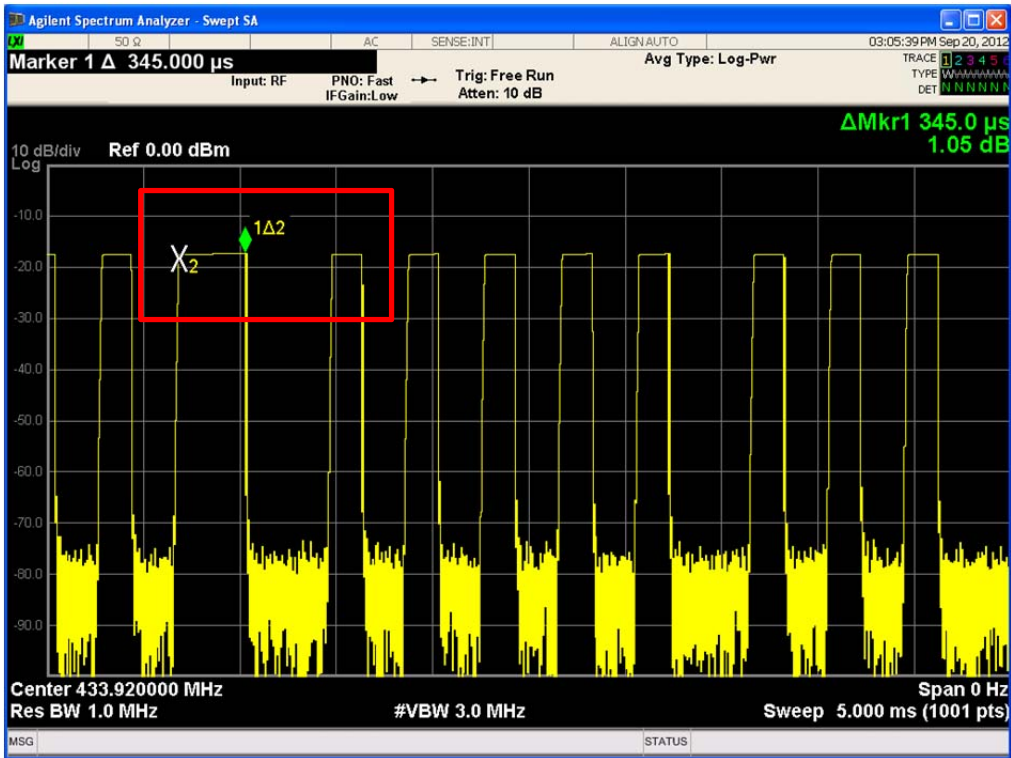 Agilent Spectrum Analyzer - Swept SA
LXI 50 Ω AC SENSE:INT ALIGN AUTO 03:05:39 PM Sep 20, 2012
Marker 1 Δ 345.000 µs
Input: RF
PNO: Fast
IFGain:Low
Trig: Free Run
Atten: 10 dB
Avg Type: Log-Pwr
TRACE 1 2 3 4 5 6
TYPE
DET N N N N N N
ΔMkr1 345.0 µs
1.05 dB
10 dB/div Ref 0.00 dBm
Log
-10.0
1Δ2
X2
-20.0
-30.0
-40.0
-50.0
-60.0
-70.0
-80.0
-90.0
Center 433.920000 MHz Span 0 Hz
Res BW 1.0 MHz #VBW 3.0 MHz Sweep 5.000 ms (1001 pts)
MSG STATUS